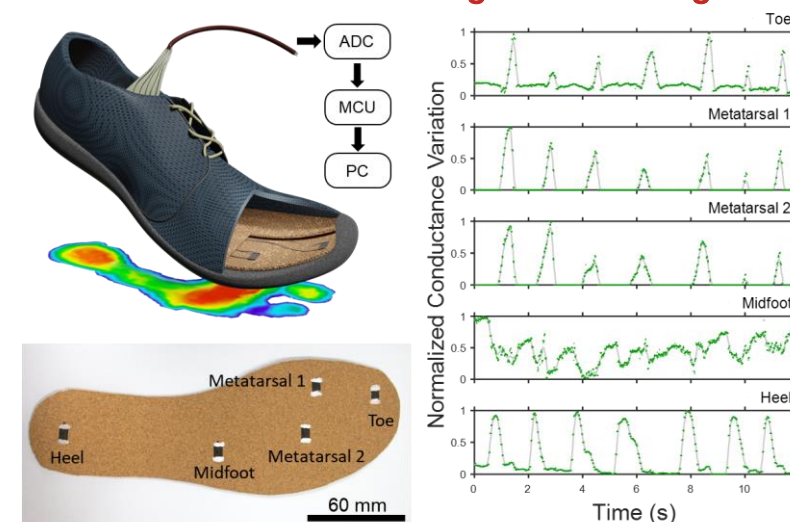 ADC
MCU
PC
Metatarsal 1
Toe
Heel
Midfoot
Metatarsal 2
60 mm
Normalized Conductance Variation
Toe
1
0.5
0
Metatarsal 1
1
0.5
0
Metatarsal 2
1
0.5
0
Midfoot
1
0.5
0
Heel
1
0.5
0
0 2 4 6 8 10
Time (s)